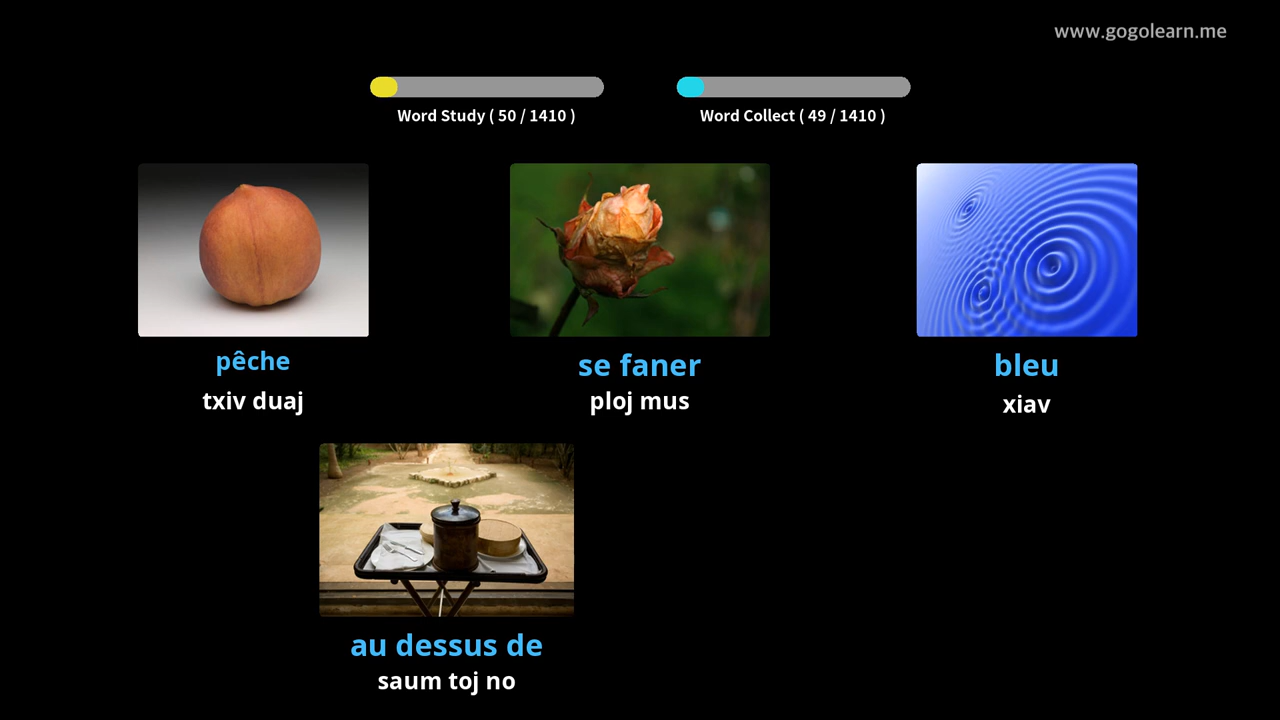 www.gogolearn.me
Word Study ( 50 / 1410 )
Word Collect ( 49 / 1410 )
pêche
txiv duaj
se faner
ploj mus
bleu
xiav
au dessus de
saum toj no